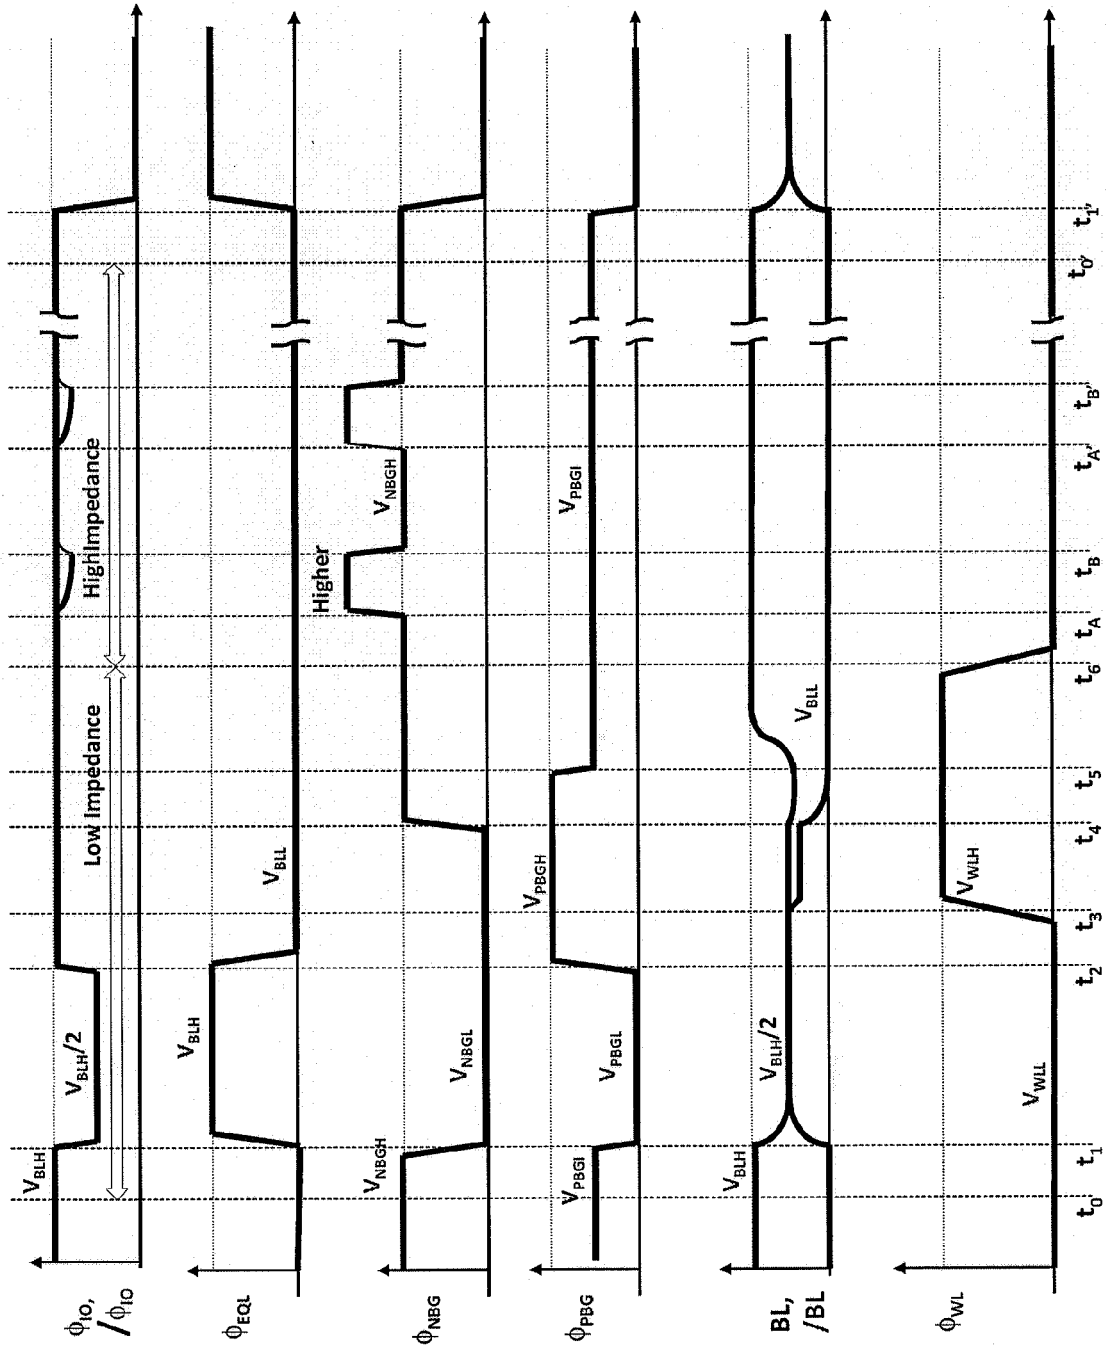 ϕIO,
/ϕIO
VBLH
VBLH/2
Low Impedance
HighImpedance
ϕEQL
VBLH
VBLL
ϕNBG
VNBGH
VNBGL
Higher
VNBGH
ϕPBG
VPBGI
VPBGL
VPBGH
VPBGI
BL,
/BL
VBLH
VBLH/2
VBLL
ϕWL
VWLL
VWLH
t0 t1 t2 t3 t4 t5 t6 tA tB tA' tB' t0' t1'